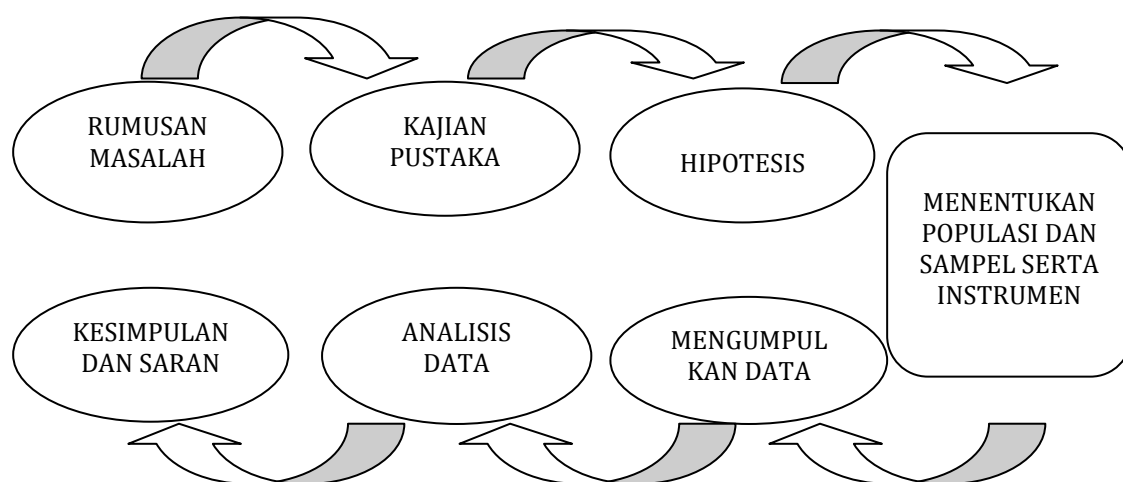 RUMUSAN
MASALAH
KAJIAN
PUSTAKA
HIPOTESIS
MENENTUKAN
POPULASI DAN
SAMPEL SERTA
INSTRUMEN
MENGUMPUL
KAN DATA
ANALISIS
DATA
KESIMPULAN
DAN SARAN